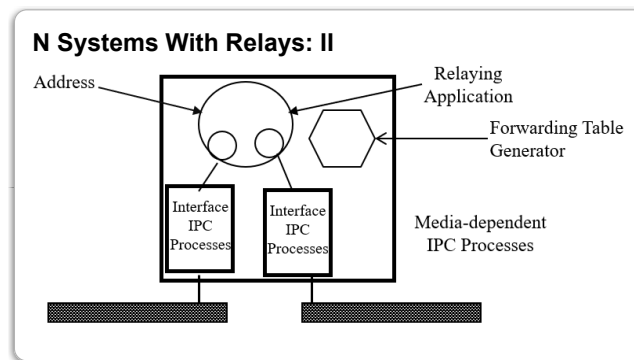 N Systems With Relays: II
Address
Relaying
Application
Forwarding Table
Generator
Interface
IPC
Processes
Interface
IPC
Processes
Media-dependent
IPC Processes